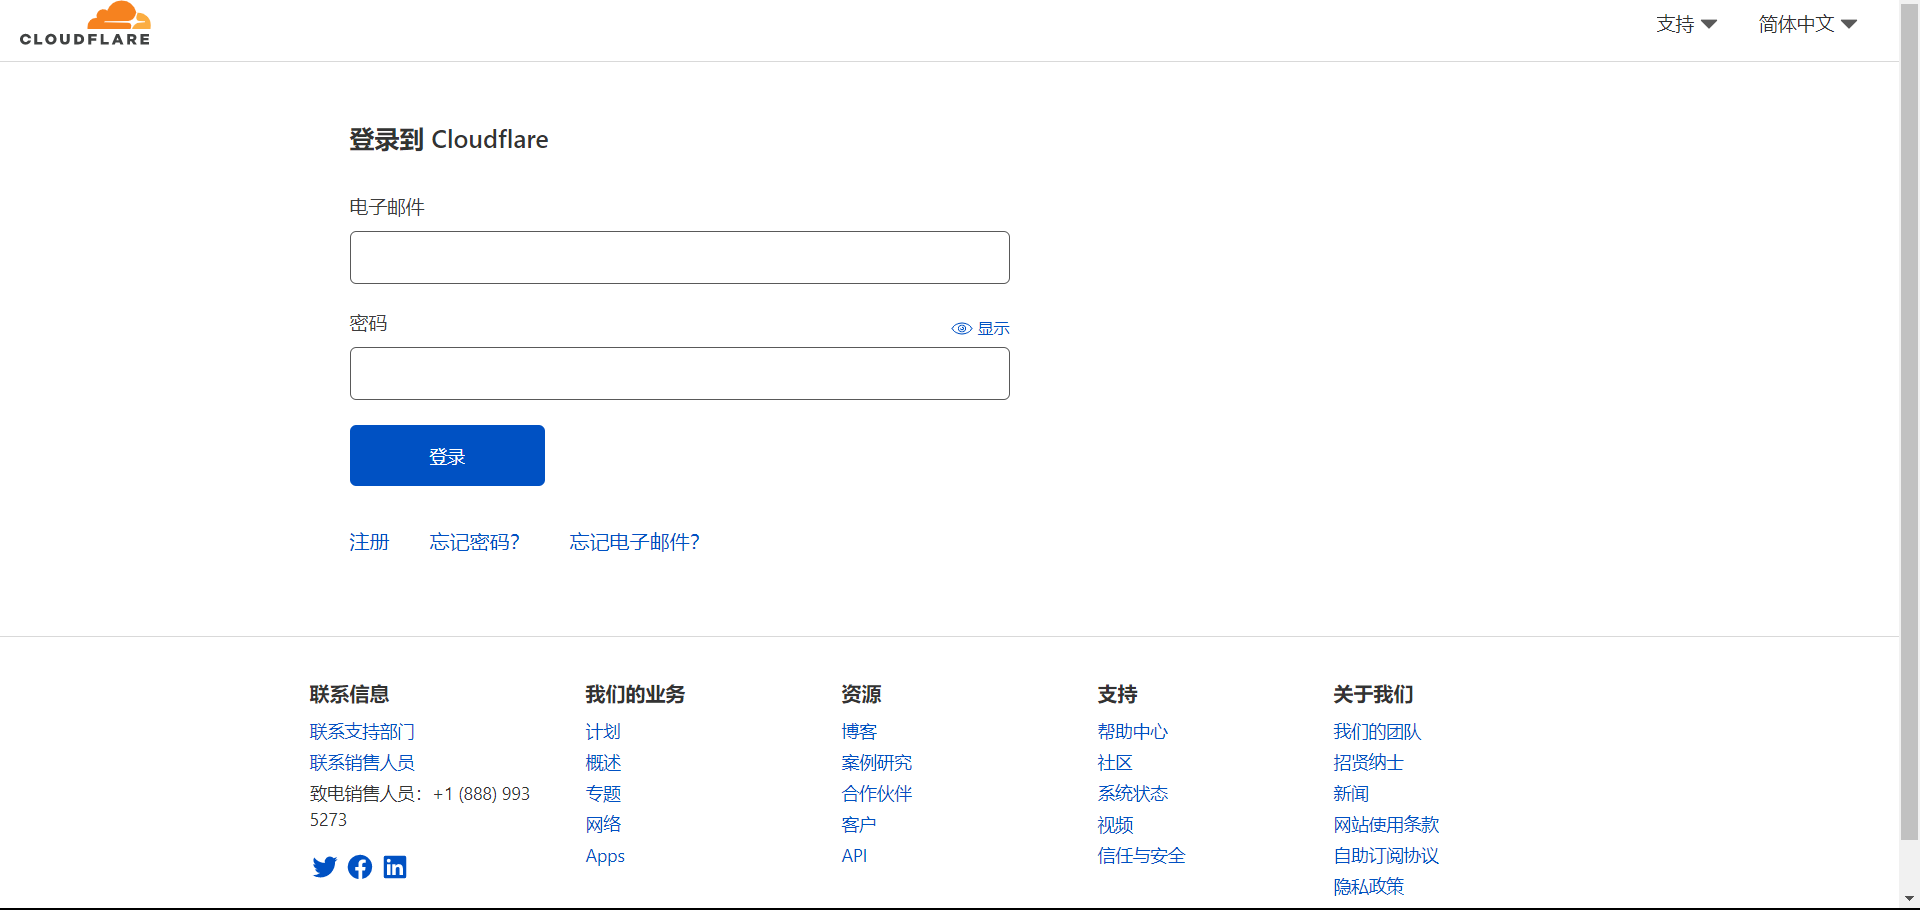 CLOUDFLARE
支持
简体中文
登录到 Cloudflare
电子邮件
密码
显示
登录
注册
忘记密码?
忘记电子邮件?
联系信息
联系支持部门
联系销售人员
致电销售人员：+1 (888) 993
5273
我们的业务
计划
概述
专题
网络
Apps
资源
博客
案例研究
合作伙伴
客户
API
支持
帮助中心
社区
系统状态
视频
信任与安全
关于我们
我们的团队
招贤纳士
新闻
网站使用条款
自助订阅协议
隐私政策